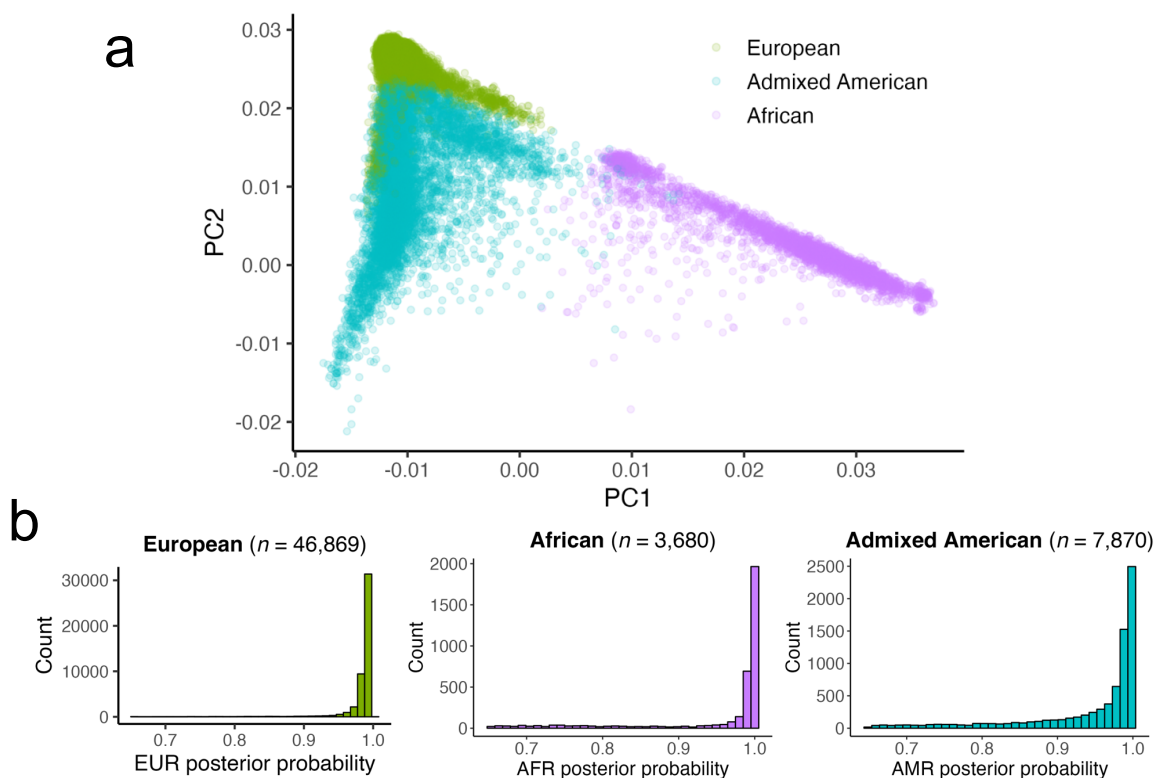 a
0.03
0.02
0.01
0.00
-0.01
-0.02
PC2
European
Admixed American
African
-0.02 -0.01 0.00 0.01 0.02 0.03
PC1
b
European (n = 46,869)
30000
20000
10000
0
Count
0.7 0.8 0.9 1.0
EUR posterior probability
African (n = 3,680)
2000
1500
1000
500
0
Count
0.7 0.8 0.9 1.0
AFR posterior probability
Admixed American (n = 7,870)
2500
2000
1500
1000
500
0
Count
0.7 0.8 0.9 1.0
AMR posterior probability